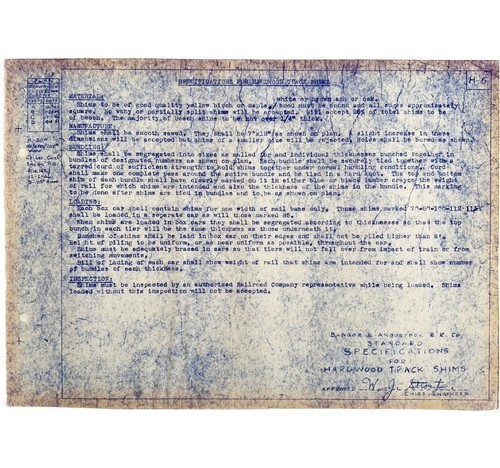 SPECIFICATIONS FOR HARDWOOD TRACK SHIMS
H-6
MATERIAL:
Shims to be of good quality yellow birch or maple, white or brown ash or oak.
Wood must be sound and all edges approximately
square. No wavy or partially split shims will be accepted. Will accept 20% of total shims to be
of beech. The majority of beech shims to be not over 1/4" thick.
MANUFACTURE:
Shims shall be smooth sawed. They shall be 7"x12" as shown on plan. A slight increase in these
dimensions will be accepted but shims of a smaller size will be rejected. Holes shall be bored as shown.
BUNDLING:
Shims shall be segregated into sizes as called for and individual thicknesses bunched together in
bundles of designated numbers as shown on plan. Each bundle shall be securely tied together with a
tarred cord of sufficient strength to hold shims together under normal handling conditions. Cord
shall make one complete pass around the entire bundle and be tied in a hard knot. The top and bottom
shim of each bundle shall have clearly marked on it in either blue or black lumber crayon the weight
of rail for which shims are intended and also the thickness of the shims in the bundle. This marking
to be done after shims are tied in bundles.
LOADING:
Each box car shall contain shims for one width of rail base only. Those shims marked 70-80-100-112-115
shall be loaded in a separate car as will those marked 85.
When shims are loaded in box cars they shall be segregated according to thicknesses so that the top
bunch in each tier will be the same thickness as those underneath it.
Bunches of shims shall be laid in box car on their edges and shall not be piled higher than 6'.
Height of piling to be uniform, or as near uniform as possible, throughout the car.
Shims must be adequately braced in cars so that tiers will not fall over from impact of train or from
switching movements.
Bill of lading of each car shall show weight of rail that shims are intended for and shall show number
of bundles of each thickness.
INSPECTION:
Shims must be inspected by an authorized Railroad Company representative while being loaded. Shims
loaded without this inspection will not be accepted.
BANGOR & AROOSTOOK R.R. CO.
STANDARD
SPECIFICATIONS
FOR
HARDWOOD TRACK SHIMS
APPROVED W. J. Strout
CHIEF ENGINEER